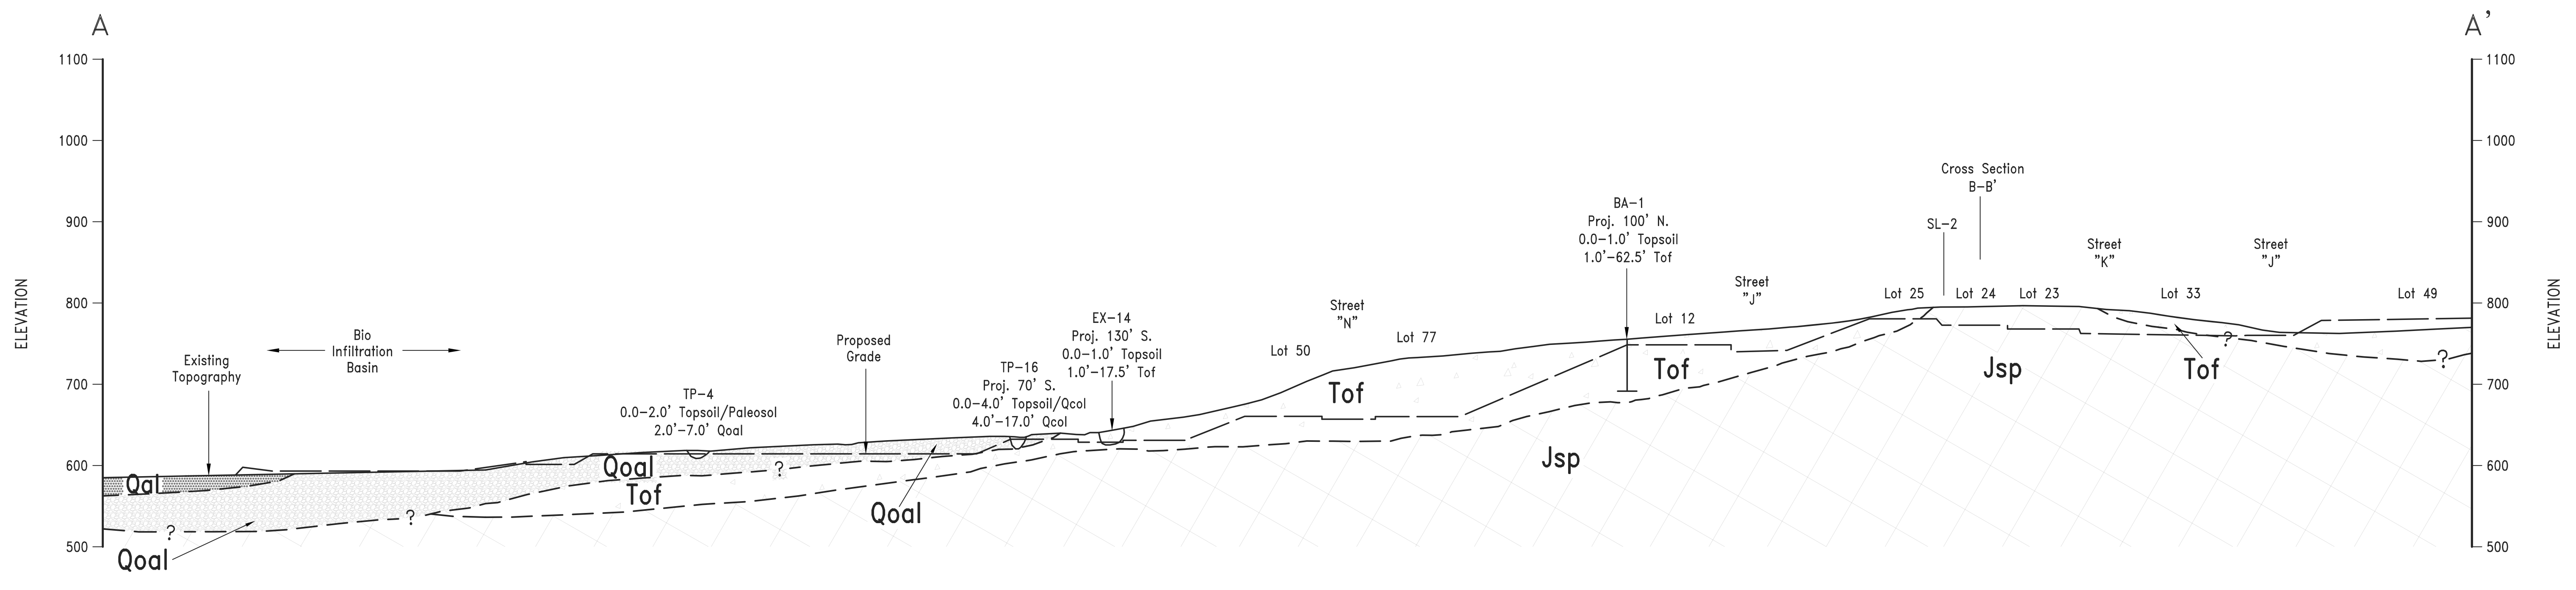 A
A'
1100
1000
900
800
700
600
500
ELEVATION
Existing
Topography
Bio
Infiltration
Basin
TP-4
0.0-2.0' Topsoil/Paleosol
2.0'-7.0' Qoal
Proposed
Grade
TP-16
Proj. 70' S.
0.0-4.0' Topsoil/Qcol
4.0'-17.0' Qcol
EX-14
Proj. 130' S.
0.0-1.0' Topsoil
1.0'-17.5' Tof
Lot 50
Street
"N"
Lot 77
BA-1
Proj. 100' N.
0.0-1.0' Topsoil
1.0'-62.5' Tof
Lot 12
Street
"J"
Lot 25
SL-2
Cross Section
B-B'
Lot 24
Lot 23
Street
"K"
Lot 33
Street
"J"
Lot 49
Qal
Qoal
?
?
Qoal
Tof
?
Qoal
Tof
Jsp
Tof
Jsp
Tof
?
?
1100
1000
900
800
700
600
500
ELEVATION